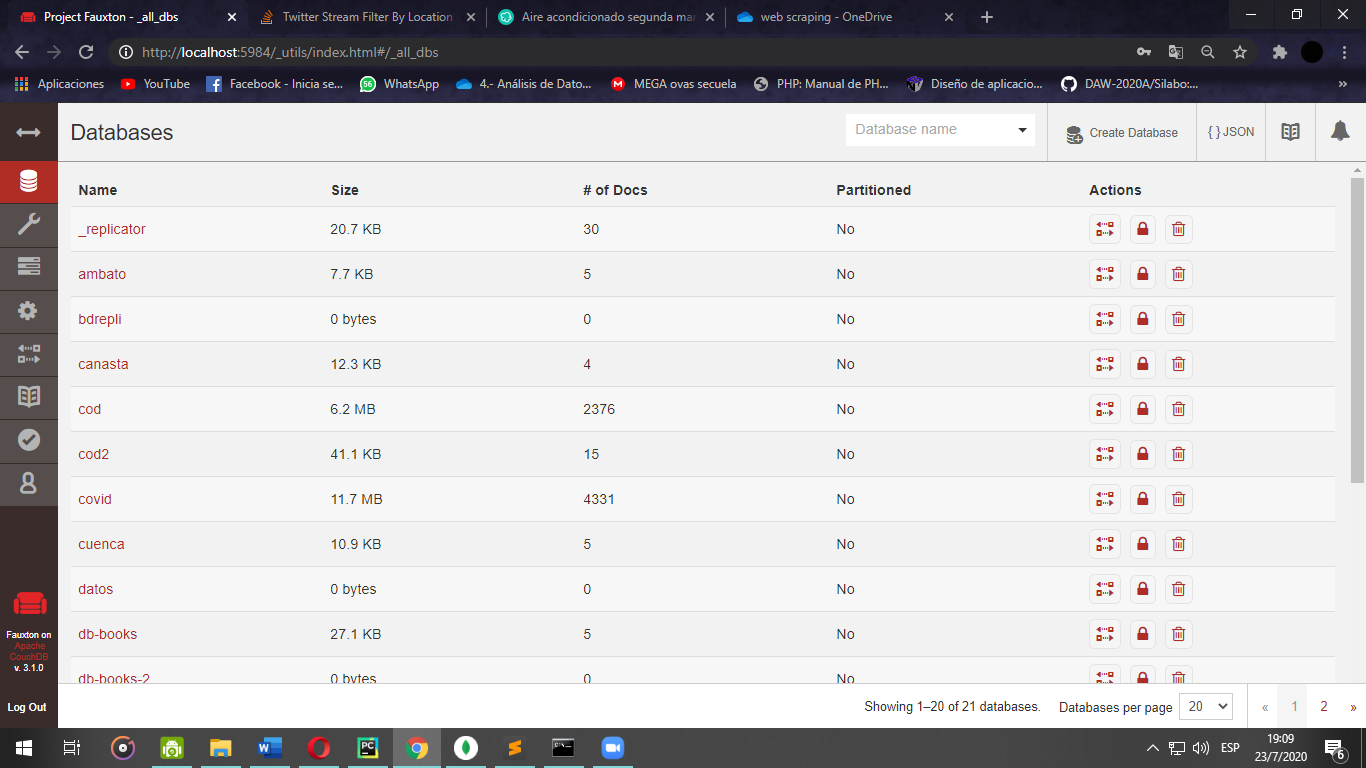 Project Fauxton - _all_dbs
Twitter Stream Filter By Location
Aire acondicionado segunda mar
web scraping - OneDrive
http://localhost:5984/_utils/index.html#/_all_dbs
Aplicaciones
YouTube
Facebook - Inicia se...
56
WhatsApp
4.- Análisis de Dato...
MEGA ovas secuela
PHP: Manual de PH...
Diseño de aplicacio...
DAW-2020A/Silabo:...
»
Databases
Database name
Create Database
{ } JSON
Name Size # of Docs Partitioned Actions
_replicator 20.7 KB 30 No
ambato 7.7 KB 5 No
bdrepli 0 bytes 0 No
canasta 12.3 KB 4 No
cod 6.2 MB 2376 No
cod2 41.1 KB 15 No
covid 11.7 MB 4331 No
cuenca 10.9 KB 5 No
datos 0 bytes 0 No
db-books 27.1 KB 5 No
db-books-2 0 bytes 0 No
Fauxton on
Apache
CouchDB
v. 3.1.0
Log Out
Showing 1–20 of 21 databases.
Databases per page
20
« 1 2 »
ESP
19:09
23/7/2020
6